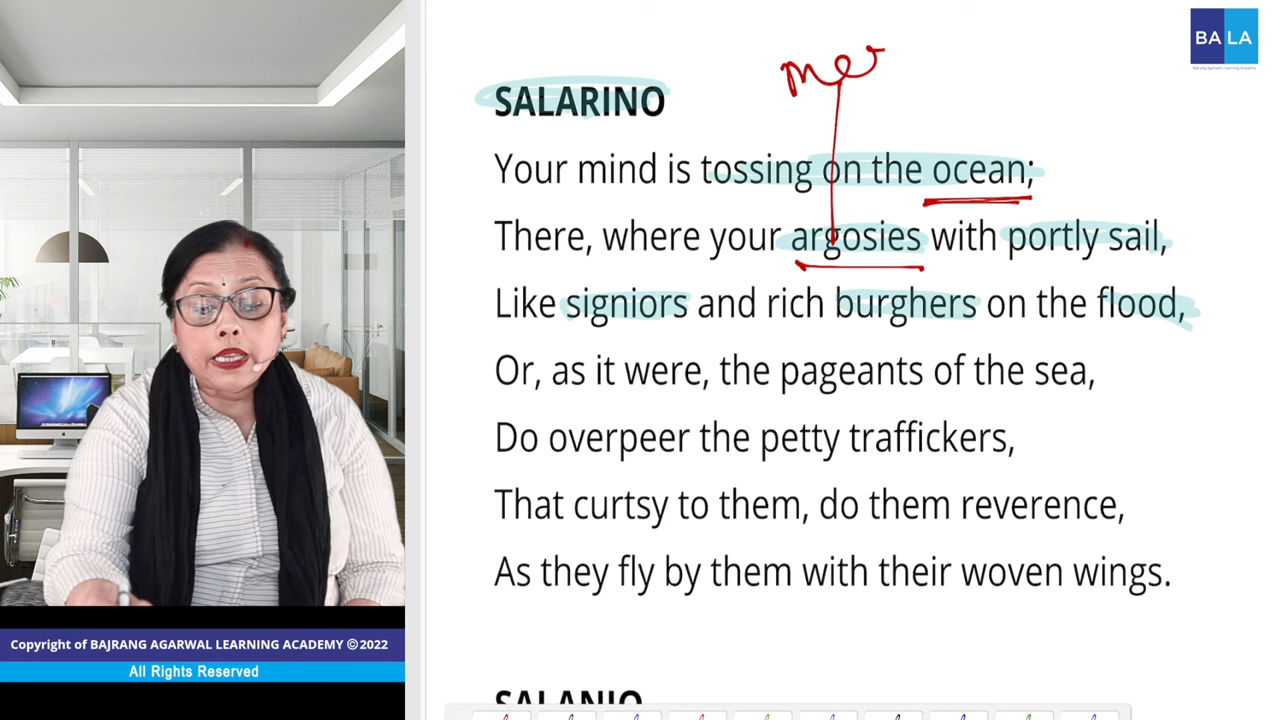 BA LA
SALARINO
Your mind is tossing on the ocean;
There, where your argosies with portly sail,
Like signiors and rich burghers on the flood,
Or, as it were, the pageants of the sea,
Do overpeer the petty traffickers,
That curtsy to them, do them reverence,
As they fly by them with their woven wings.
SALANIO
Copyright of BAJRANG AGARWAL LEARNING ACADEMY ©2022
All Rights Reserved